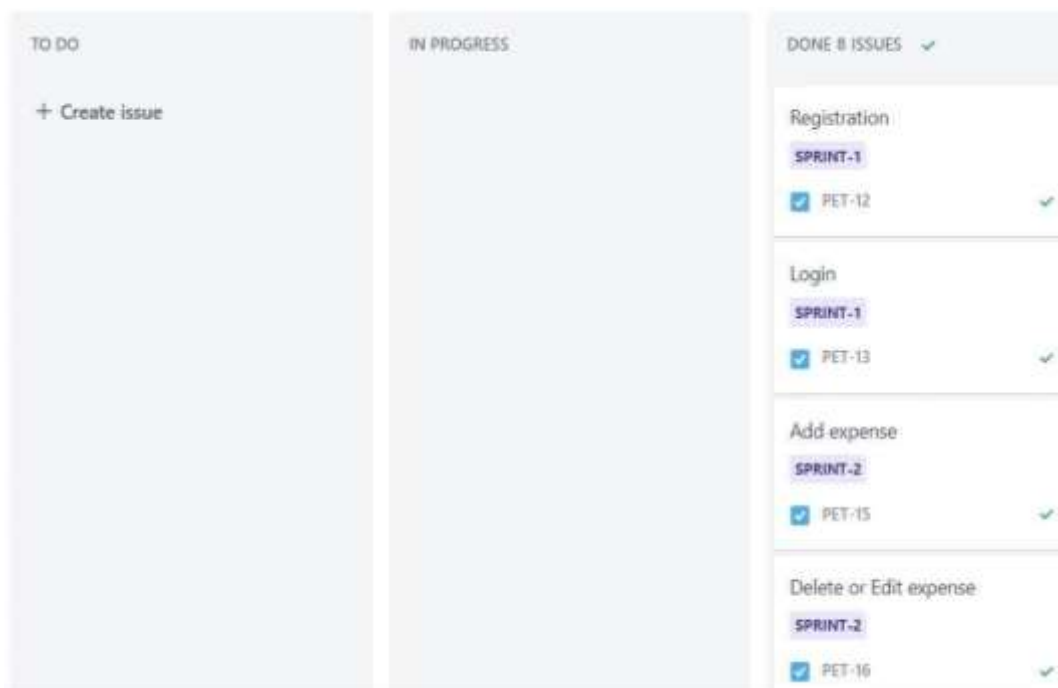 TO DO
+ Create issue
IN PROGRESS
DONE 8 ISSUES
Registration
SPRINT-1
PET-12
Login
SPRINT-1
PET-13
Add expense
SPRINT-2
PET-15
Delete or Edit expense
SPRINT-2
PET-16